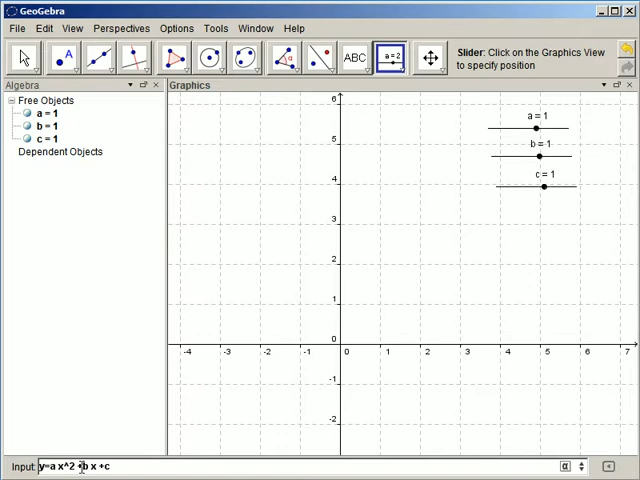 GeoGebra
File Edit View Perspectives Options Tools Window Help
A α ABC a = 2 Slider: Click on the Graphics View
to specify position
Algebra Graphics
Free Objects
a = 1
b = 1
c = 1
Dependent Objects
a = 1
b = 1
c = 1
6
5
4
3
2
1
0
-4 -3 -2 -1 0 1 2 3 4 5 6 7
-1
-2
Input: y=a x^2 +b x +c α